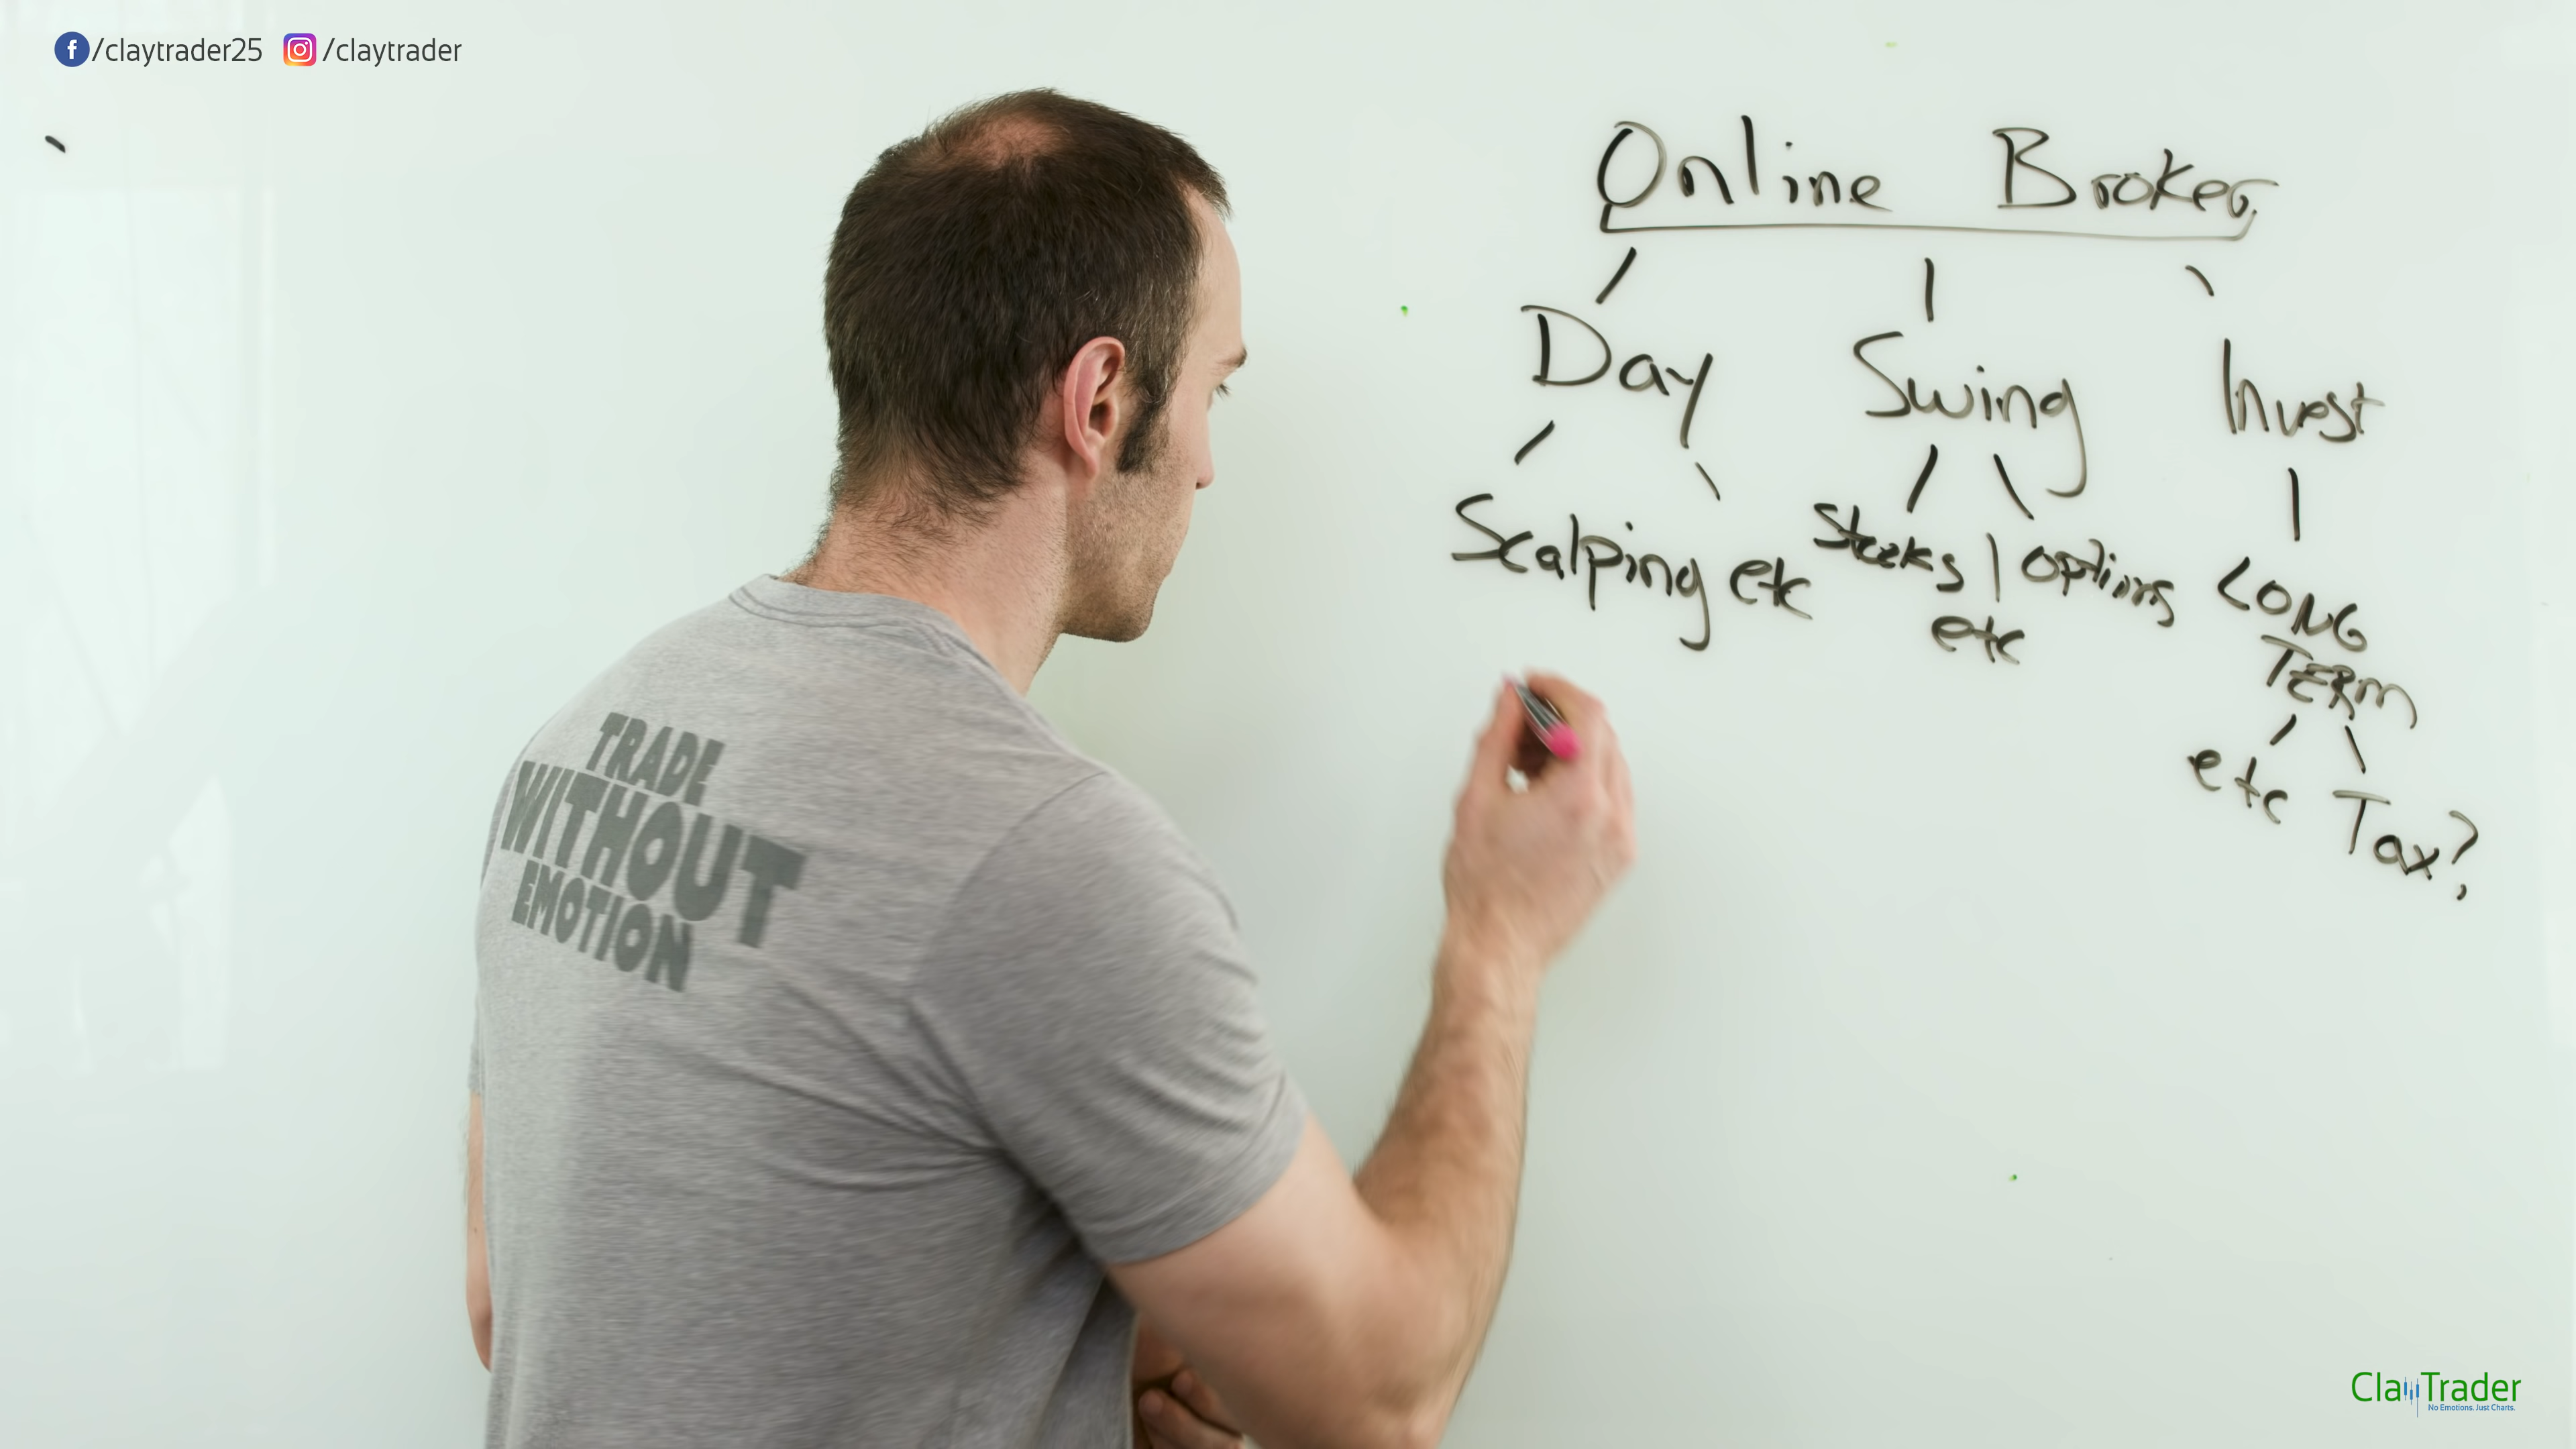 /claytrader25 /claytrader
Online Broker
Day Swing Invest
Scalping etc Stocks | Options
etc
LONG
TERM
etc Tax?
TRADE
WITHOUT
EMOTION
ClayTrader
No Emotions. Just Charts.